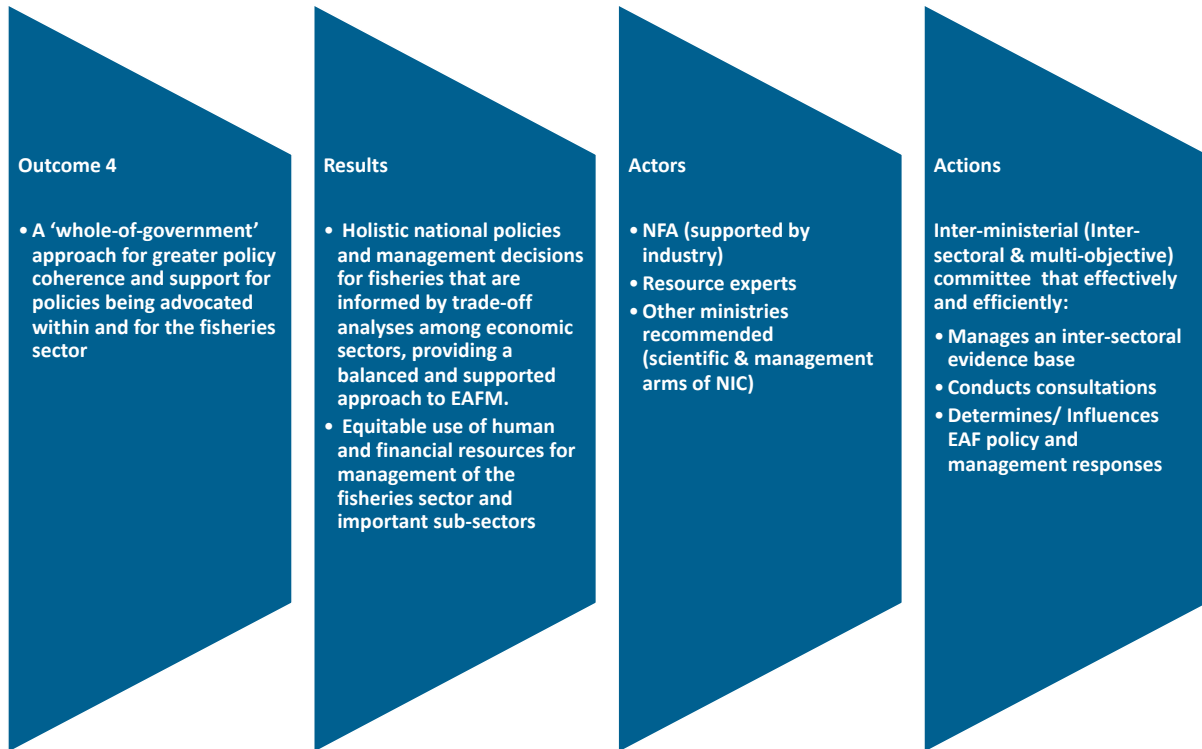 Outcome 4
• A ‘whole-of-government’
approach for greater policy
coherence and support for
policies being advocated
within and for the fisheries
sector
Results
• Holistic national policies
and management decisions
for fisheries that are
informed by trade-off
analyses among economic
sectors, providing a
balanced and supported
approach to EAFM.
• Equitable use of human
and financial resources for
management of the
fisheries sector and
important sub-sectors
Actors
• NFA (supported by
industry)
• Resource experts
• Other ministries
recommended
(scientific & management
arms of NIC)
Actions
Inter-ministerial (Inter-
sectoral & multi-objective)
committee that effectively
and efficiently:
• Manages an inter-sectoral
evidence base
• Conducts consultations
• Determines/ Influences
EAF policy and
management responses